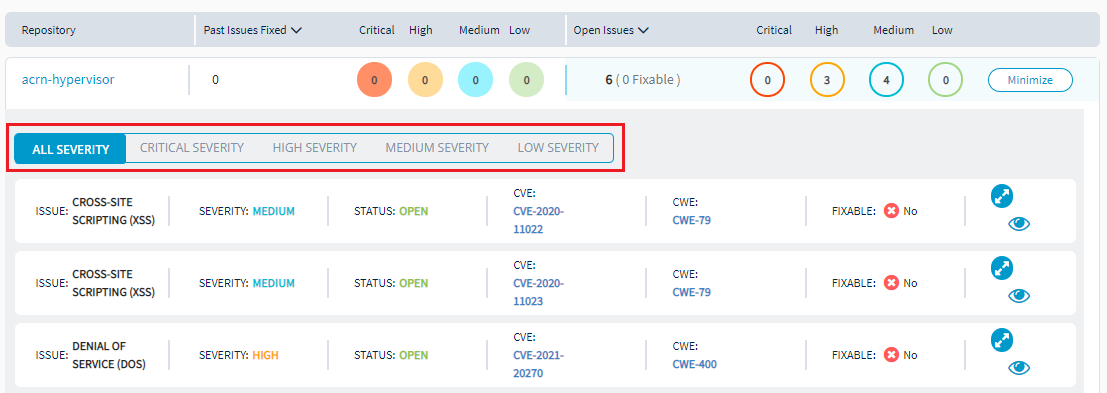 Repository Past Issues Fixed Critical High Medium Low Open Issues Critical High Medium Low
acrn-hypervisor 0 0 0 0 0 6 ( 0 Fixable ) 0 3 4 0 Minimize
ALL SEVERITY CRITICAL SEVERITY HIGH SEVERITY MEDIUM SEVERITY LOW SEVERITY
ISSUE: CROSS-SITE SCRIPTING (XSS) SEVERITY: MEDIUM STATUS: OPEN CVE: CVE-2020-11022 CWE: CWE-79 FIXABLE: No
ISSUE: CROSS-SITE SCRIPTING (XSS) SEVERITY: MEDIUM STATUS: OPEN CVE: CVE-2020-11023 CWE: CWE-79 FIXABLE: No
ISSUE: DENIAL OF SERVICE (DOS) SEVERITY: HIGH STATUS: OPEN CVE: CVE-2021-20270 CWE: CWE-400 FIXABLE: No